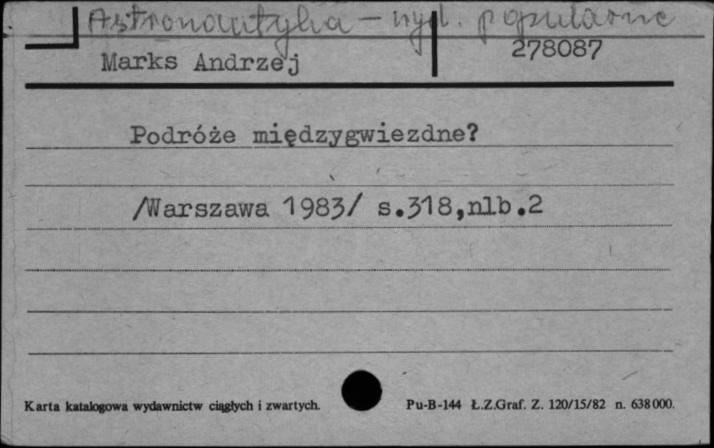 Astronautyka - wyd. popularne
278087
Marks Andrzej
Podróże międzygwiezdne?
/Warszawa 1983/ s.318,nlb.2
Karta katalogowa wydawnictw ciągłych i zwartych. Pu-B-144 Ł.Z.Graf. Z. 120/15/82 n. 638000.